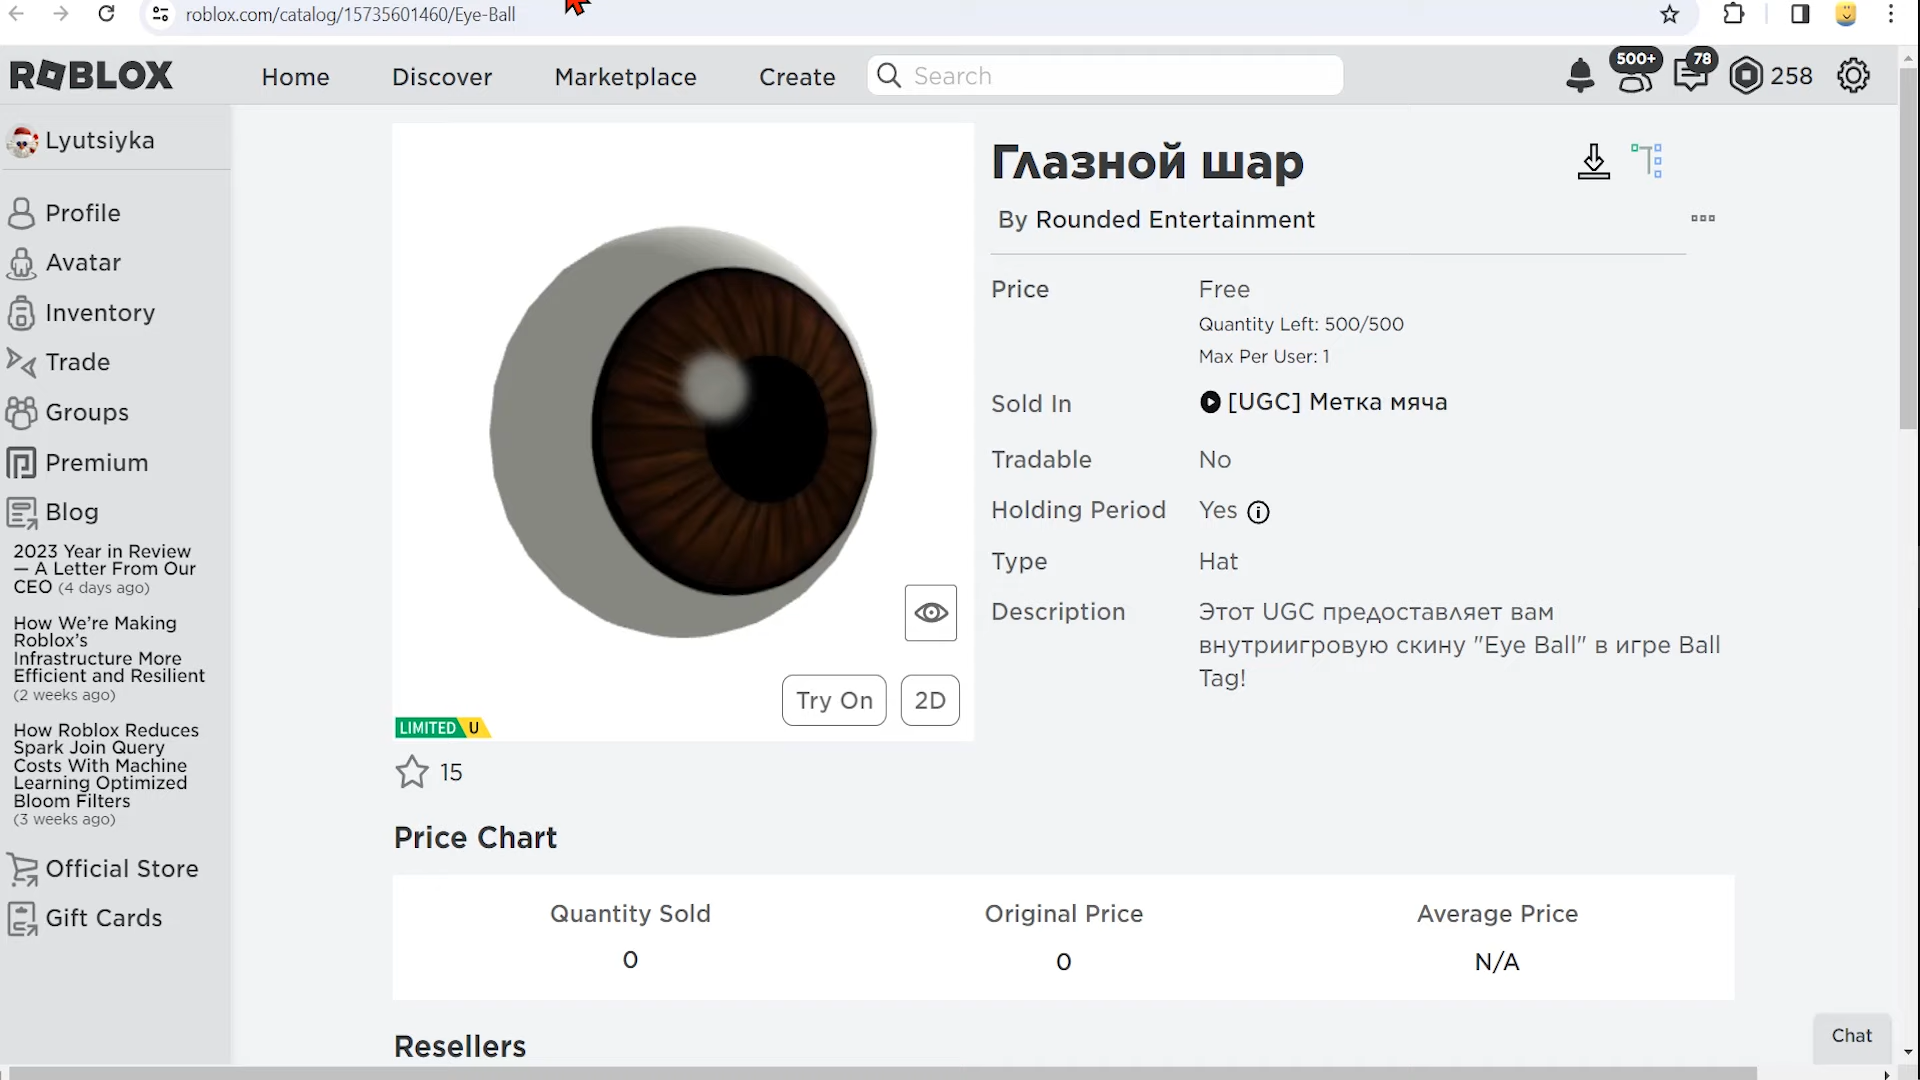 roblox.com/catalog/15735601460/Eye-Ball
ROBLOX
Home
Discover
Marketplace
Create
Search
500+
78
258
Lyutsiyka
Profile
Avatar
Inventory
Trade
Groups
Premium
Blog
2023 Year in Review
— A Letter From Our
CEO (4 days ago)
How We're Making
Roblox's
Infrastructure More
Efficient and Resilient
(2 weeks ago)
How Roblox Reduces
Spark Join Query
Costs With Machine
Learning Optimized
Bloom Filters
(3 weeks ago)
Official Store
Gift Cards
Try On
2D
LIMITED U
15
Глазной шар
By Rounded Entertainment
Price
Free
Quantity Left: 500/500
Max Per User: 1
Sold In
[UGC] Метка мяча
Tradable
No
Holding Period
Yes
Type
Hat
Description
Этот UGC предоставляет вам
внутриигровую скину "Eye Ball" в игре Ball
Tag!
Price Chart
Quantity Sold
0
Original Price
0
Average Price
N/A
Resellers
Chat